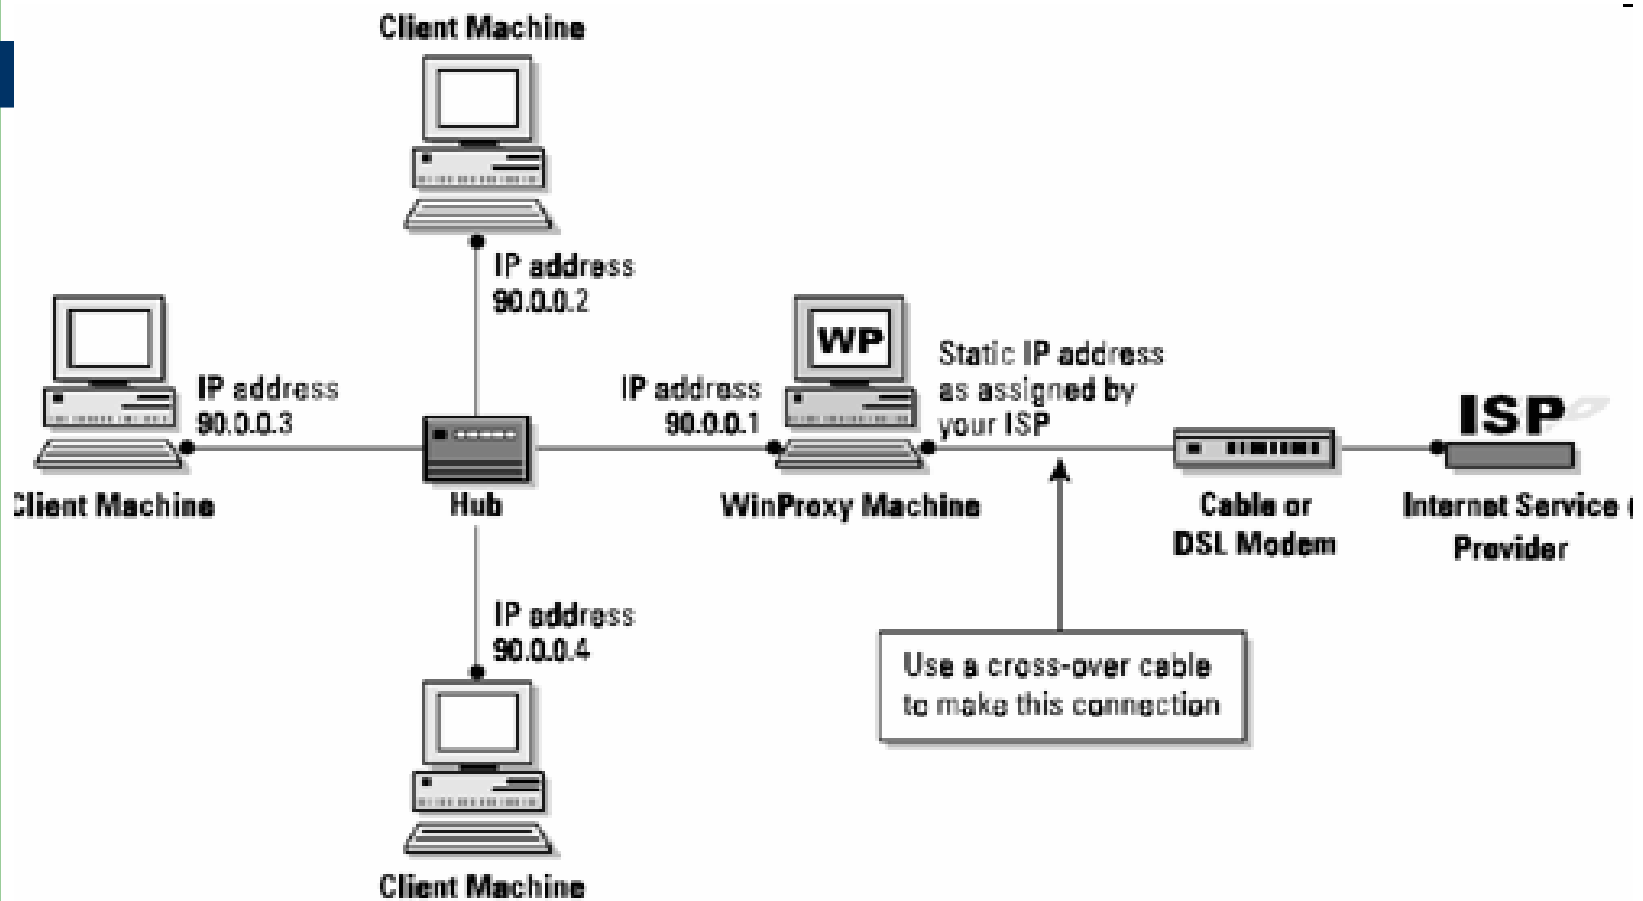 Client Machine
IP address
90.0.0.2
IP address
90.0.0.3
Client Machine
Hub
IP address
90.0.0.1
WP
WinProxy Machine
Static IP address
as assigned by
your ISP
Cable or
DSL Modem
ISP
Internet Service
Provider
IP address
90.0.0.4
Client Machine
Use a cross-over cable
to make this connection